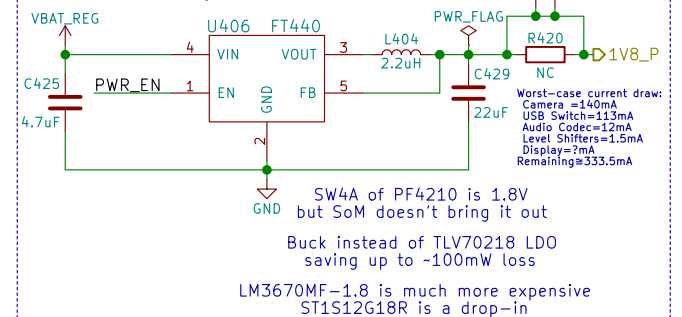 VBAT_REG
U406 FT440
PWR_FLAG
4 VIN VOUT 3
L404
2.2uH
R420
NC
1V8_P
C425
4.7uF
PWR_EN 1 EN FB 5
GND
2
C429
22uF
Worst-case current draw:
Camera =140mA
USB Switch=113mA
Audio Codec=12mA
Level Shifters=1.5mA
Display=?mA
Remaining≅333.5mA
GND
SW4A of PF4210 is 1.8V
but SoM doesn't bring it out
Buck instead of TLV70218 LDO
saving up to ~100mW loss
LM3670MF-1.8 is much more expensive
ST1S12G18R is a drop-in